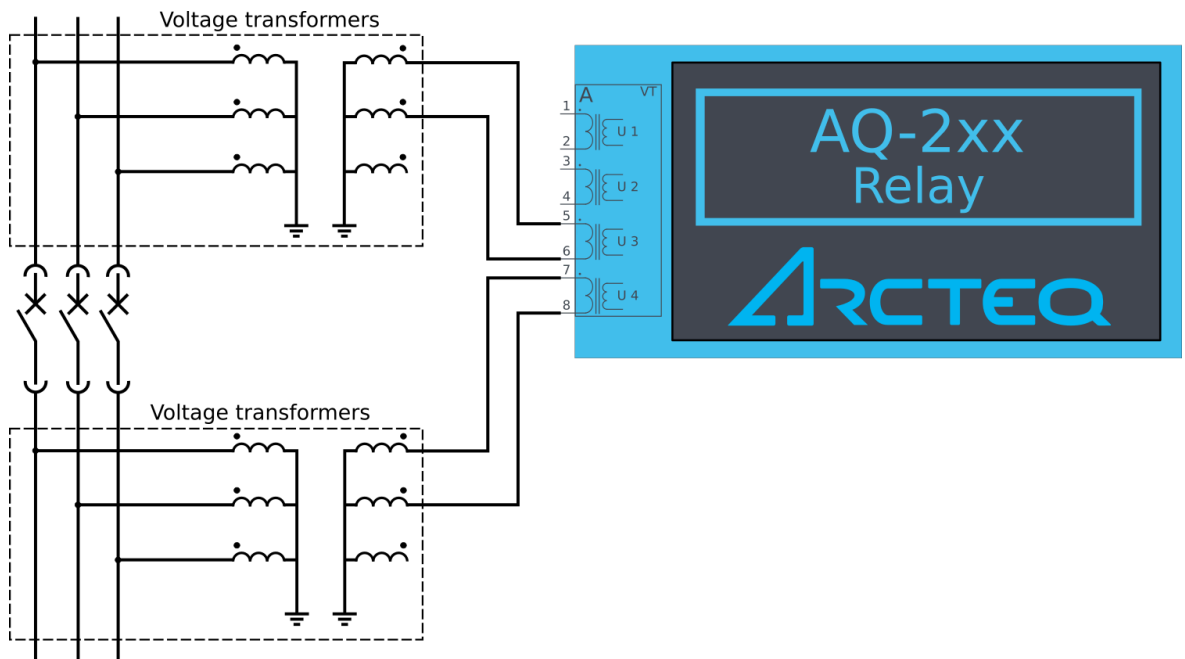 Voltage transformers
A
VT
1
U 1
2
3
U 2
4
5
U 3
6
7
U 4
8
AQ-2xx
Relay
ARCTEQ
Voltage transformers